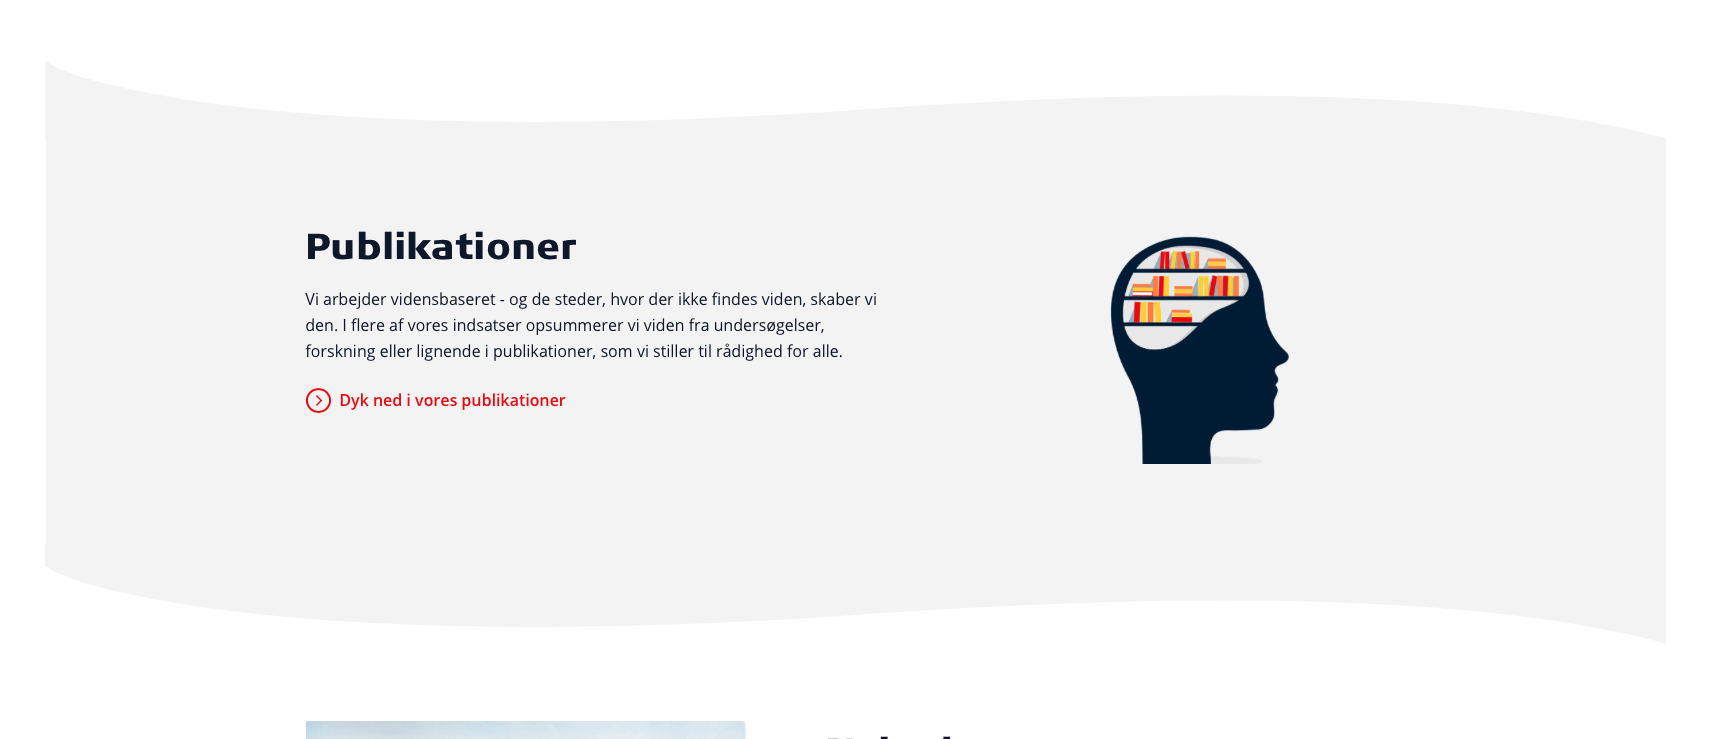 Publikationer
Vi arbejder vidensbaseret - og de steder, hvor der ikke findes viden, skaber vi
den. I flere af vores indsatser opsummerer vi viden fra undersøgelser,
forskning eller lignende i publikationer, som vi stiller til rådighed for alle.
Dyk ned i vores publikationer